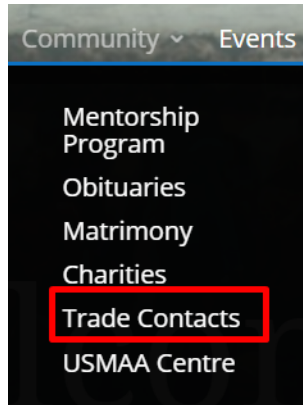 Community Events
Mentorship
Program
Obituaries
Matrimony
Charities
Trade Contacts
USMAA Centre